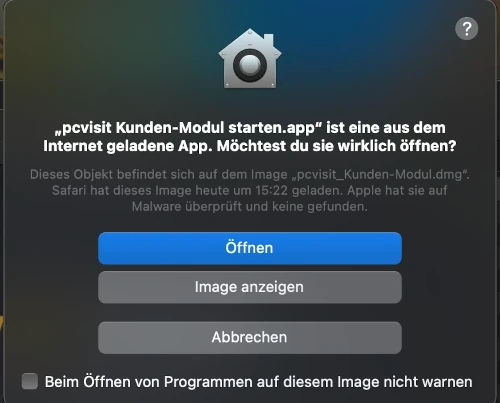 ?
„pcvisit Kunden-Modul starten.app“ ist eine aus dem
Internet geladene App. Möchtest du sie wirklich öffnen?
Dieses Objekt befindet sich auf dem Image „pcvisit_Kunden-Modul.dmg“.
Safari hat dieses Image heute um 15:22 geladen. Apple hat sie auf
Malware überprüft und keine gefunden.
Öffnen
Image anzeigen
Abbrechen
Beim Öffnen von Programmen auf diesem Image nicht warnen